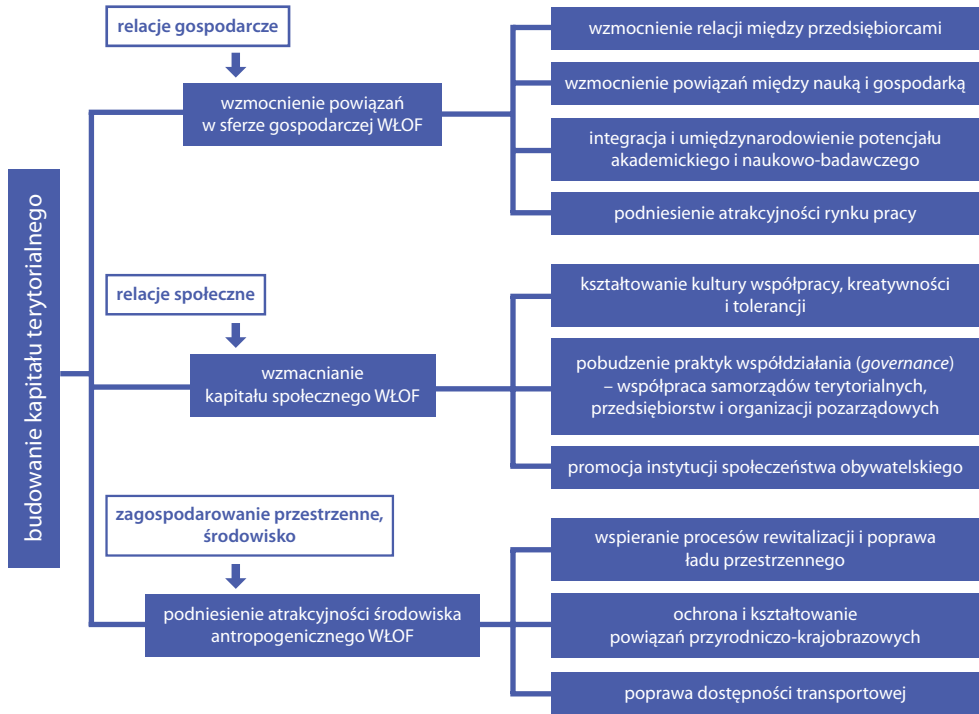 budowanie kapitału terytorialnego
relacje gospodarcze
wzmocnienie powiązań
w sferze gospodarczej WŁOF
wzmocnienie relacji między przedsiębiorcami
wzmocnienie powiązań między nauką i gospodarką
integracja i umiędzynarodowienie potencjału
akademickiego i naukowo-badawczego
podniesienie atrakcyjności rynku pracy
relacje społeczne
wzmacnianie
kapitału społecznego WŁOF
kształtowanie kultury współpracy, kreatywności
i tolerancji
pobudzenie praktyk współdziałania (governance)
– współpraca samorządów terytorialnych,
przedsiębiorstw i organizacji pozarządowych
promocja instytucji społeczeństwa obywatelskiego
zagospodarowanie przestrzenne,
środowisko
podniesienie atrakcyjności środowiska
antropogenicznego WŁOF
wspieranie procesów rewitalizacji i poprawa
ładu przestrzennego
ochrona i kształtowanie
powiązań przyrodniczo-krajobrazowych
poprawa dostępności transportowej